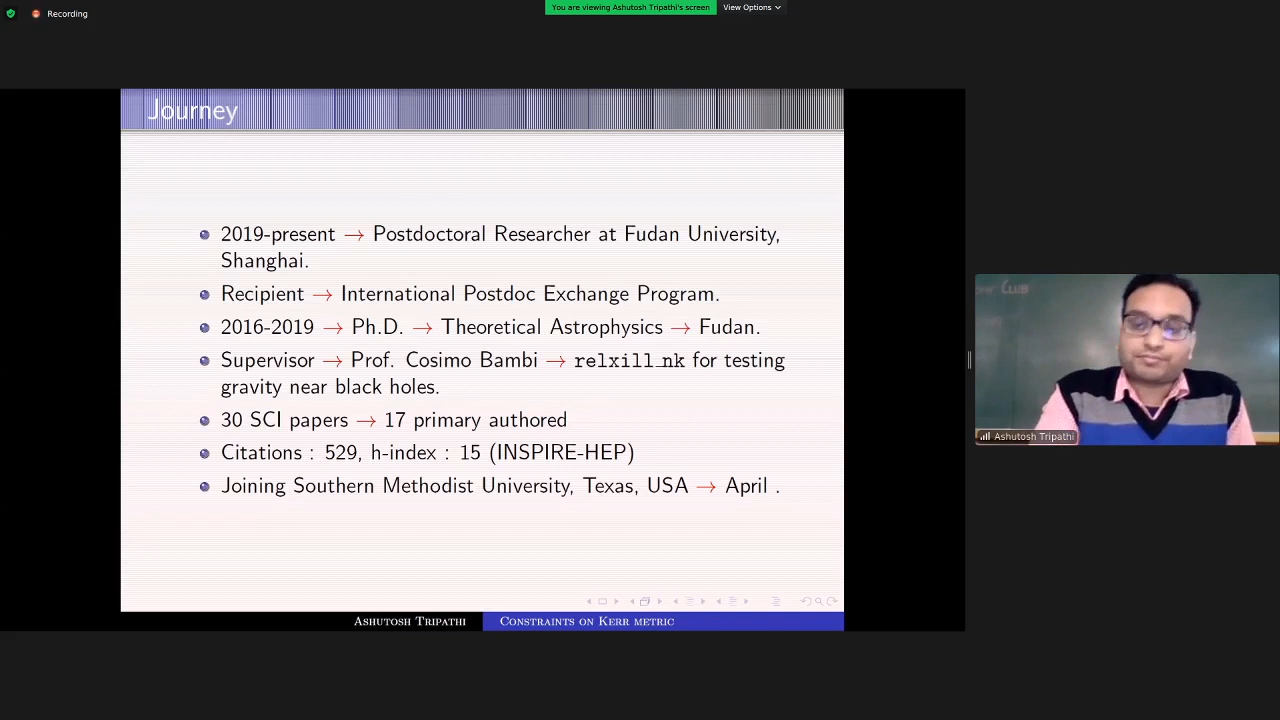 Recording
You are viewing Ashutosh Tripathi's screen
View Options
Journey
2019-present → Postdoctoral Researcher at Fudan University,
Shanghai.
Recipient → International Postdoc Exchange Program.
2016-2019 → Ph.D. → Theoretical Astrophysics → Fudan.
Supervisor → Prof. Cosimo Bambi → relxill_nk for testing
gravity near black holes.
30 SCI papers → 17 primary authored
Citations : 529, h-index : 15 (INSPIRE-HEP)
Joining Southern Methodist University, Texas, USA → April .
Ashutosh Tripathi
Constraints on Kerr metric
Club
Ashutosh Tripathi